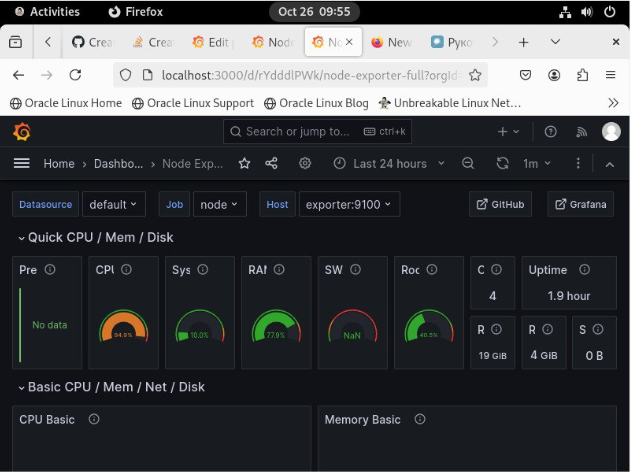 Activities Firefox Oct 26 09:55
Crea Crea Edit Node No × New Руко
localhost:3000/d/rYdddlPWk/node-exporter-full?orgId
Oracle Linux Home Oracle Linux Support Oracle Linux Blog Unbreakable Linux Net...
Search or jump to... ctrl+k
Home › Dashbo... › Node Exp... Last 24 hours 1m
Datasource default Job node Host exporter:9100 GitHub Grafana
Quick CPU / Mem / Disk
Pre CPU Sys RAM SW Roo C Uptime
4 1.9 hour
No data 94.9% 10.0% 77.9% NaN 40.5%
R R S
19 GiB 4 GiB 0 B
Basic CPU / Mem / Net / Disk
CPU Basic Memory Basic